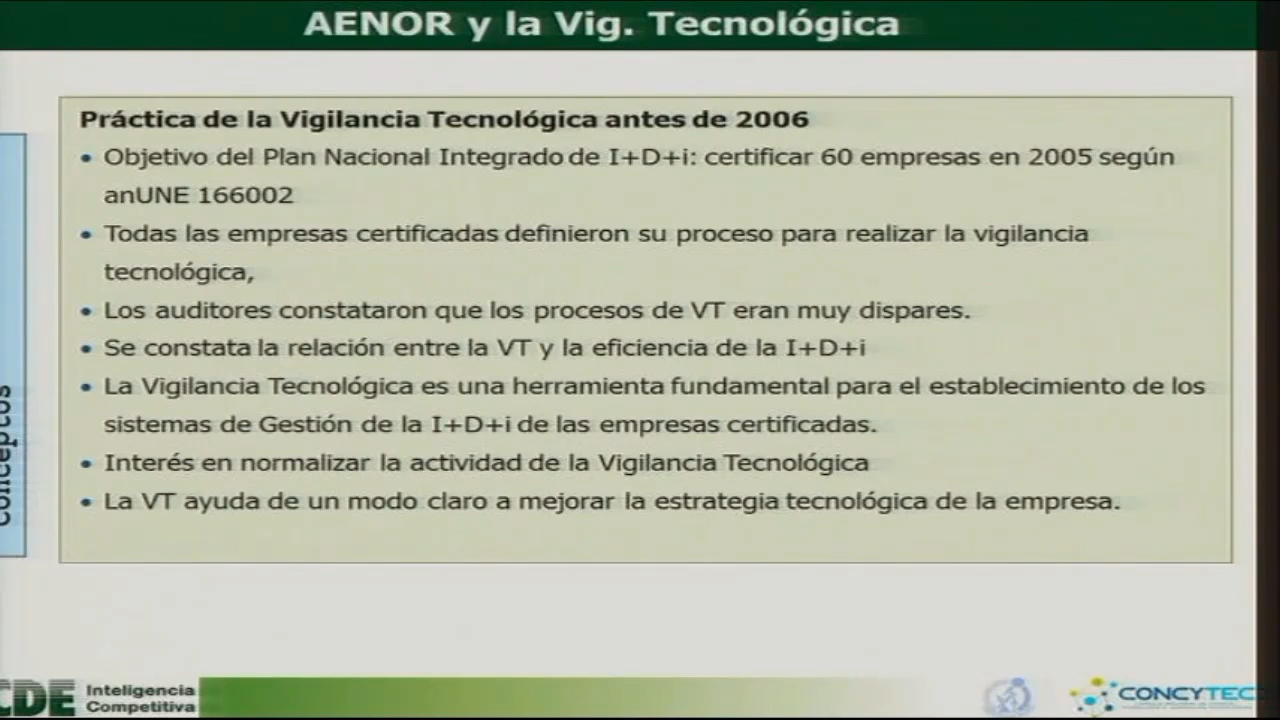 AENOR y la Vig. Tecnológica
Práctica de la Vigilancia Tecnológica antes de 2006
• Objetivo del Plan Nacional Integrado de I+D+i: certificar 60 empresas en 2005 según
anUNE 166002
• Todas las empresas certificadas definieron su proceso para realizar la vigilancia
tecnológica,
• Los auditores constataron que los procesos de VT eran muy dispares.
• Se constata la relación entre la VT y la eficiencia de la I+D+i
• La Vigilancia Tecnológica es una herramienta fundamental para el establecimiento de los
sistemas de Gestión de la I+D+i de las empresas certificadas.
• Interés en normalizar la actividad de la Vigilancia Tecnológica
• La VT ayuda de un modo claro a mejorar la estrategia tecnológica de la empresa.
conceptos
CDE Inteligencia
Competitiva
CONCYTEC